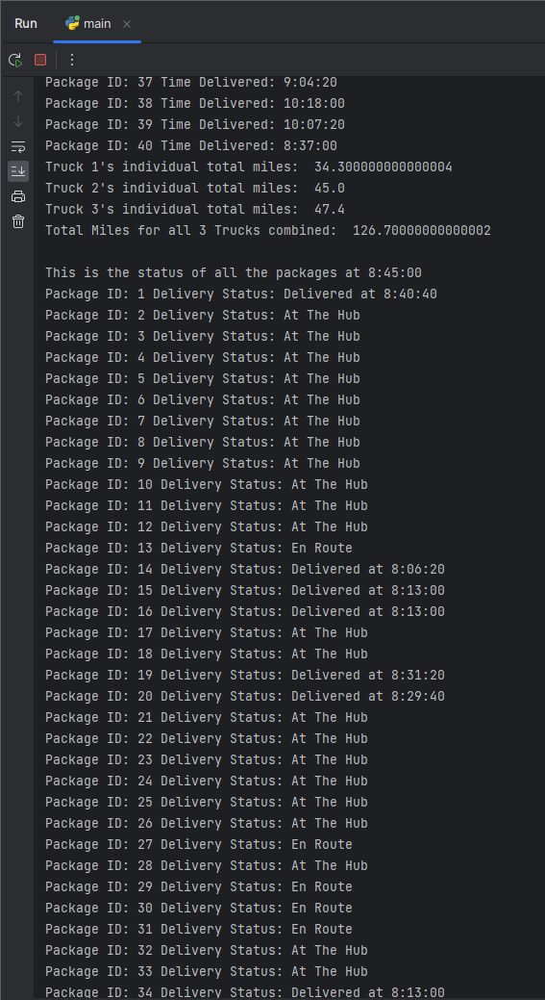 Run main
Package ID: 37 Time Delivered: 9:04:20
Package ID: 38 Time Delivered: 10:18:00
Package ID: 39 Time Delivered: 10:07:20
Package ID: 40 Time Delivered: 8:37:00
Truck 1's individual total miles:  34.300000000000004
Truck 2's individual total miles:  45.0
Truck 3's individual total miles:  47.4
Total Miles for all 3 Trucks combined:  126.70000000000002
This is the status of all the packages at 8:45:00
Package ID: 1 Delivery Status: Delivered at 8:40:40
Package ID: 2 Delivery Status: At The Hub
Package ID: 3 Delivery Status: At The Hub
Package ID: 4 Delivery Status: At The Hub
Package ID: 5 Delivery Status: At The Hub
Package ID: 6 Delivery Status: At The Hub
Package ID: 7 Delivery Status: At The Hub
Package ID: 8 Delivery Status: At The Hub
Package ID: 9 Delivery Status: At The Hub
Package ID: 10 Delivery Status: At The Hub
Package ID: 11 Delivery Status: At The Hub
Package ID: 12 Delivery Status: At The Hub
Package ID: 13 Delivery Status: En Route
Package ID: 14 Delivery Status: Delivered at 8:06:20
Package ID: 15 Delivery Status: Delivered at 8:13:00
Package ID: 16 Delivery Status: Delivered at 8:13:00
Package ID: 17 Delivery Status: At The Hub
Package ID: 18 Delivery Status: At The Hub
Package ID: 19 Delivery Status: Delivered at 8:31:20
Package ID: 20 Delivery Status: Delivered at 8:29:40
Package ID: 21 Delivery Status: At The Hub
Package ID: 22 Delivery Status: At The Hub
Package ID: 23 Delivery Status: At The Hub
Package ID: 24 Delivery Status: At The Hub
Package ID: 25 Delivery Status: At The Hub
Package ID: 26 Delivery Status: At The Hub
Package ID: 27 Delivery Status: En Route
Package ID: 28 Delivery Status: At The Hub
Package ID: 29 Delivery Status: En Route
Package ID: 30 Delivery Status: En Route
Package ID: 31 Delivery Status: En Route
Package ID: 32 Delivery Status: At The Hub
Package ID: 33 Delivery Status: At The Hub
Package ID: 34 Delivery Status: Delivered at 8:13:00